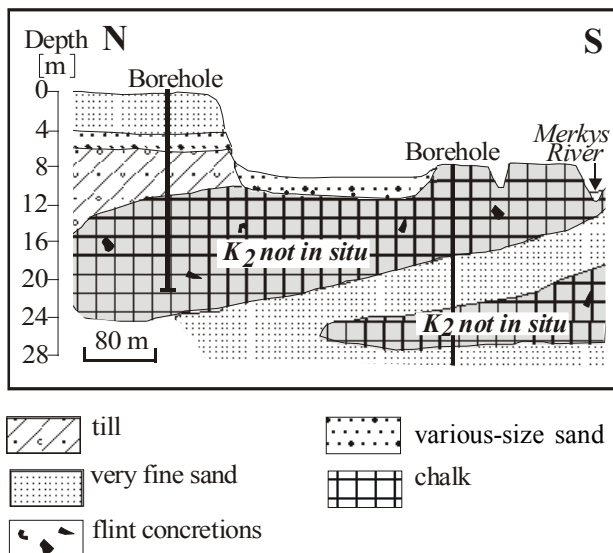 Depth N S
[m]
Borehole
0
4
8
12
16
20
24
28
Borehole
Merkys
River
K2 not in situ
K2 not in situ
80 m
till
various-size sand
very fine sand
chalk
flint concretions